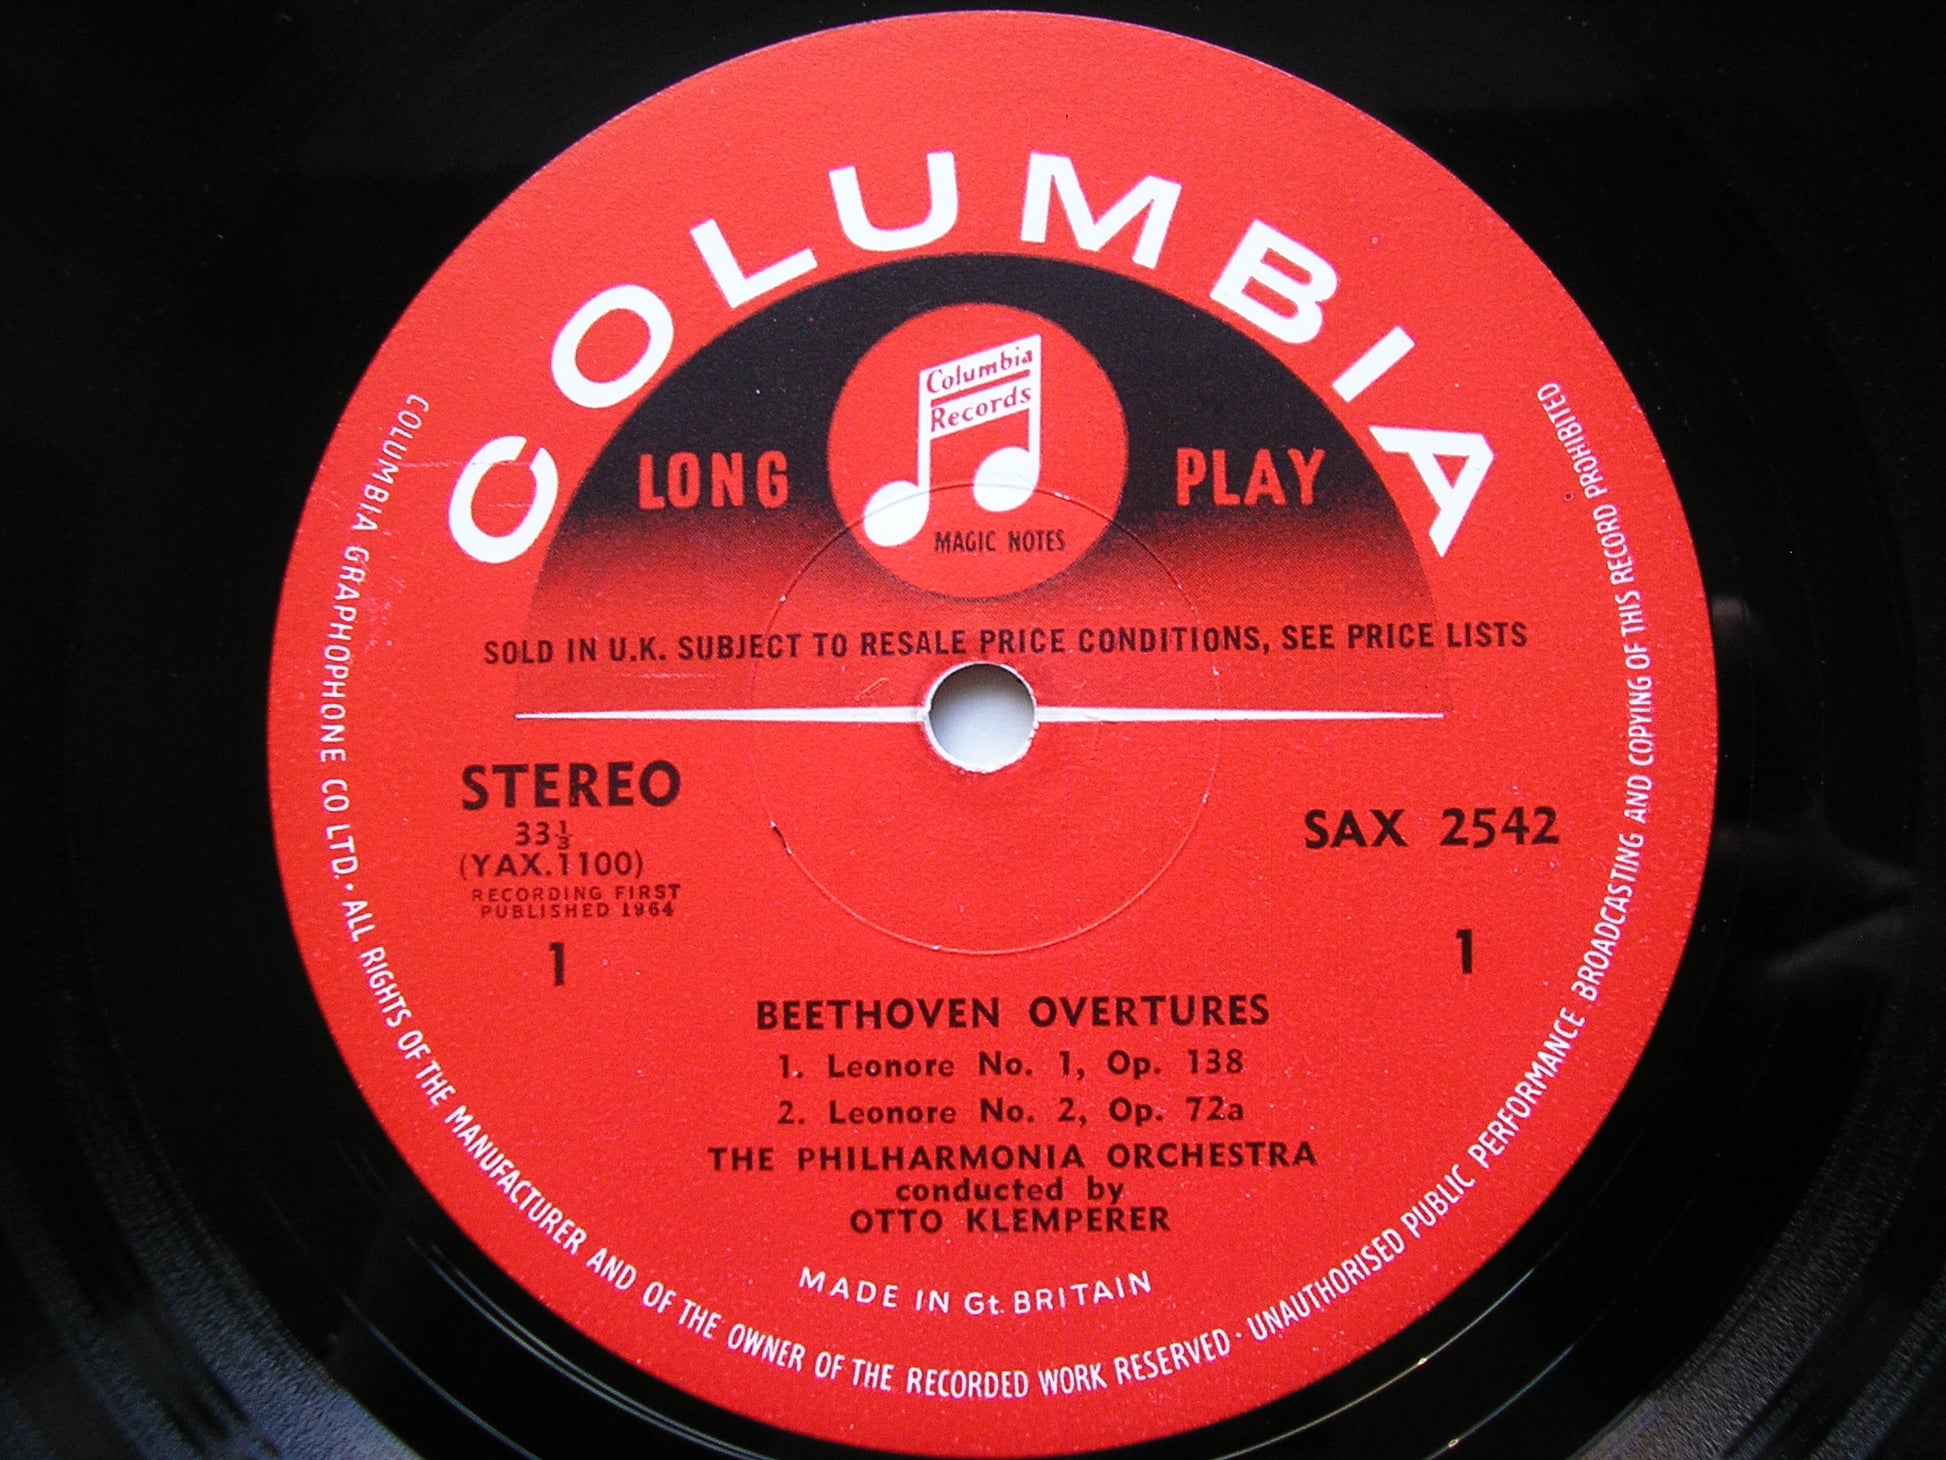 COLUMBIA
Columbia
Records
LONG PLAY
MAGIC NOTES
SOLD IN U.K. SUBJECT TO RESALE PRICE CONDITIONS, SEE PRICE LISTS
STEREO
33⅓
(YAX.1100)
RECORDING FIRST
PUBLISHED 1964
SAX 2542
1 1
BEETHOVEN OVERTURES
1. Leonore No. 1, Op. 138
2. Leonore No. 2, Op. 72a
THE PHILHARMONIA ORCHESTRA
conducted by
OTTO KLEMPERER
MADE IN Gt. BRITAIN
COLUMBIA GRAPHOPHONE CO LTD. · ALL RIGHTS OF THE MANUFACTURER AND OF THE OWNER OF THE RECORDED WORK RESERVED · UNAUTHORISED PUBLIC PERFORMANCE BROADCASTING AND COPYING OF THIS RECORD PROHIBITED